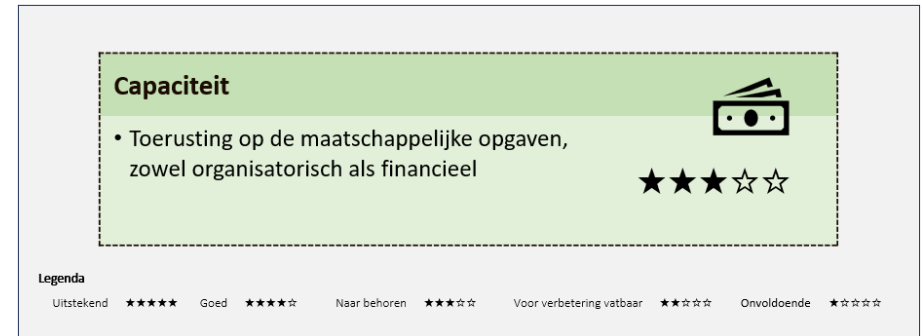 Capaciteit
• Toerusting op de maatschappelijke opgaven,
zowel organisatorisch als financieel
★★★☆☆
Legenda
Uitstekend ★★★★★ Goed ★★★★☆ Naar behoren ★★★☆☆ Voor verbetering vatbaar ★★☆☆☆ Onvoldoende ★☆☆☆☆